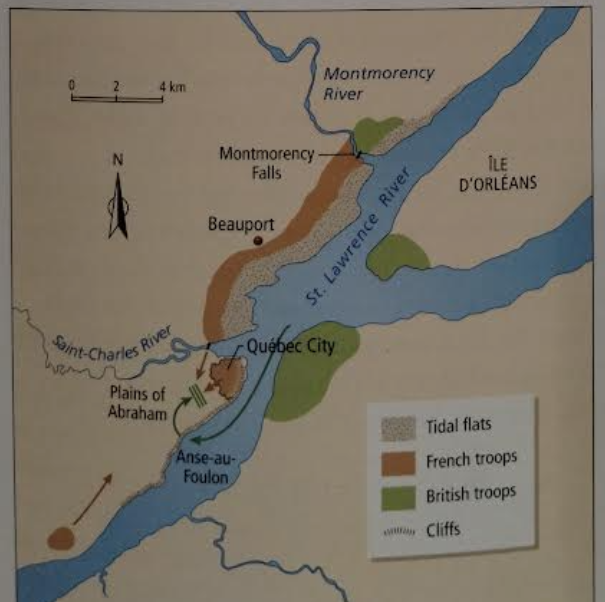 0 2 4 km
N
Montmorency
River
Montmorency
Falls
ÎLE
D'ORLÉANS
Beauport
St. Lawrence River
Saint-Charles River
Québec City
Plains of
Abraham
Anse-au-
Foulon
Tidal flats
French troops
British troops
Cliffs